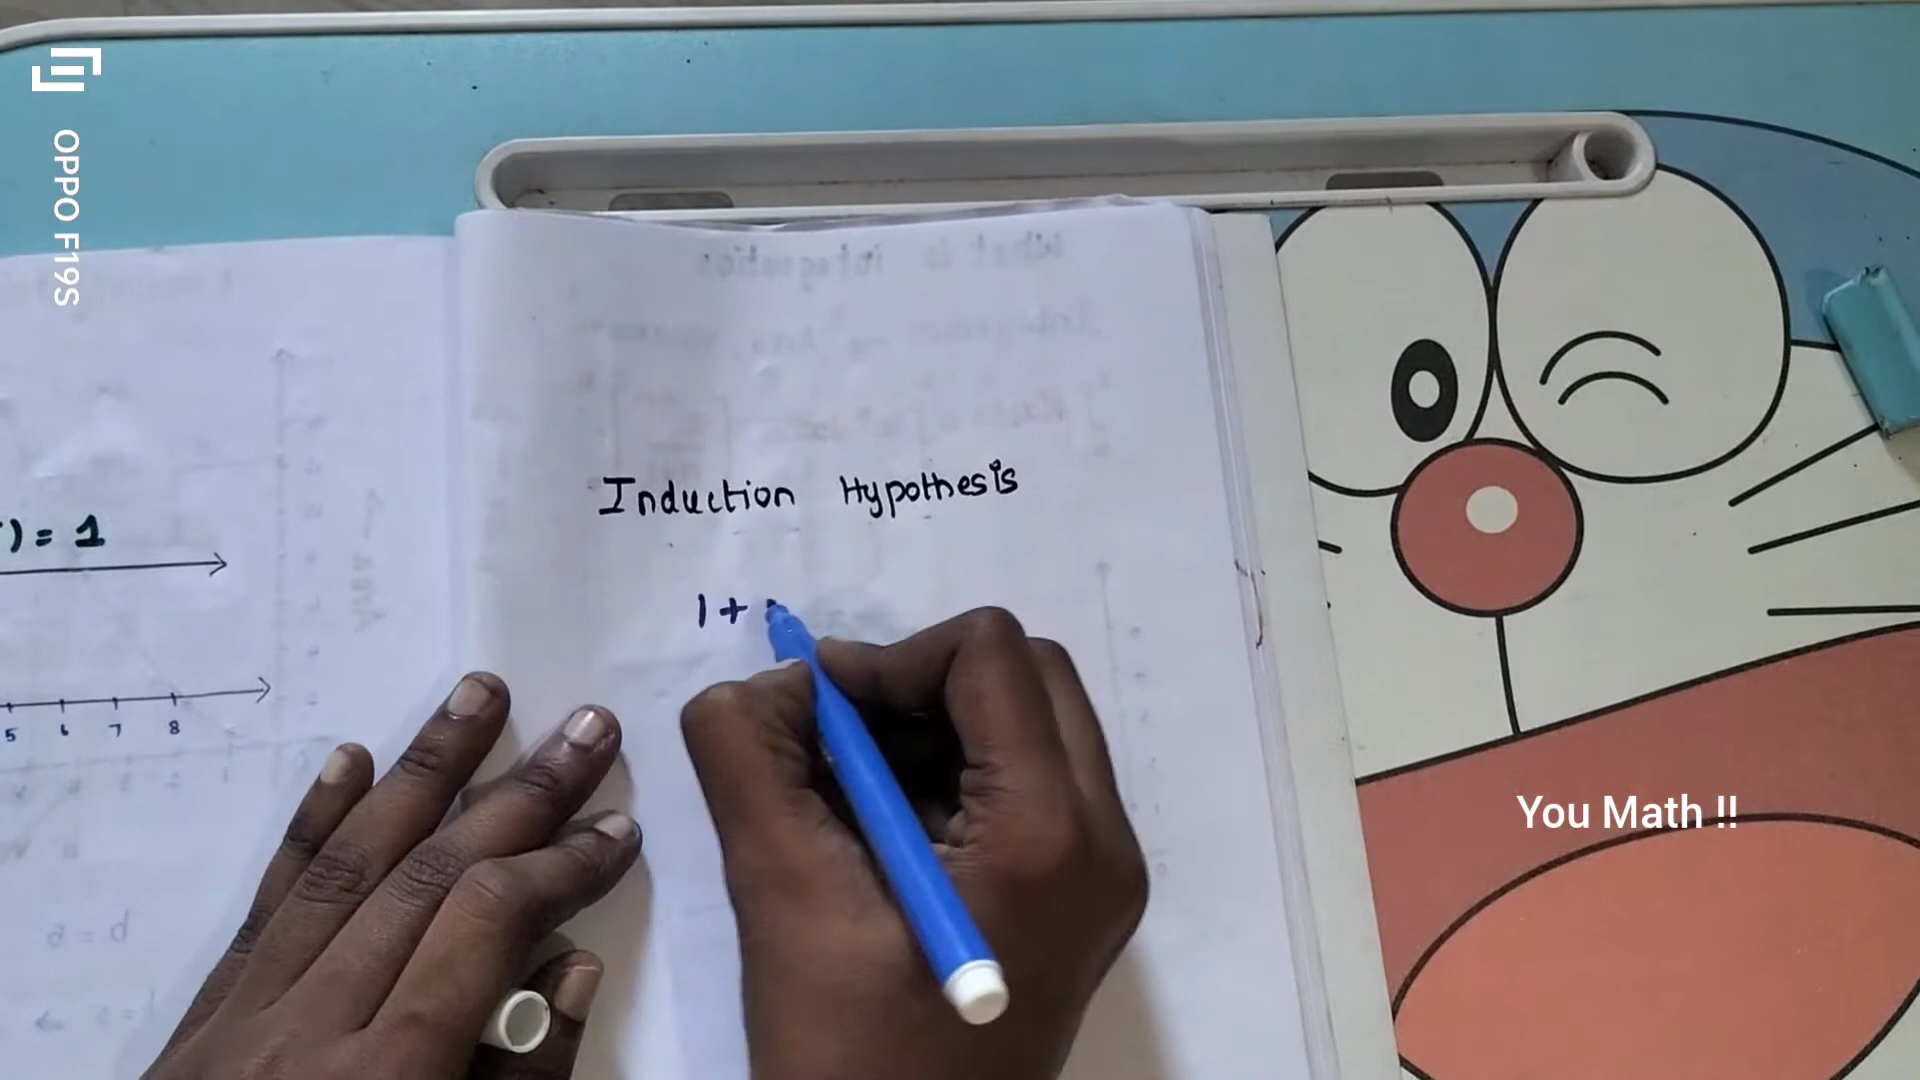 OPPO F19S
) = 1
5 6 7 8
Induction Hypothesis
1 +
You Math !!